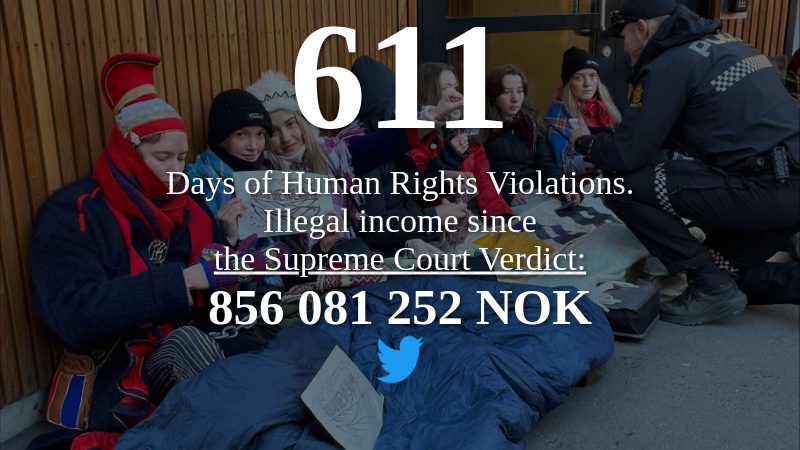 611
Days of Human Rights Violations.
Illegal income since
the Supreme Court Verdict:
856 081 252 NOK